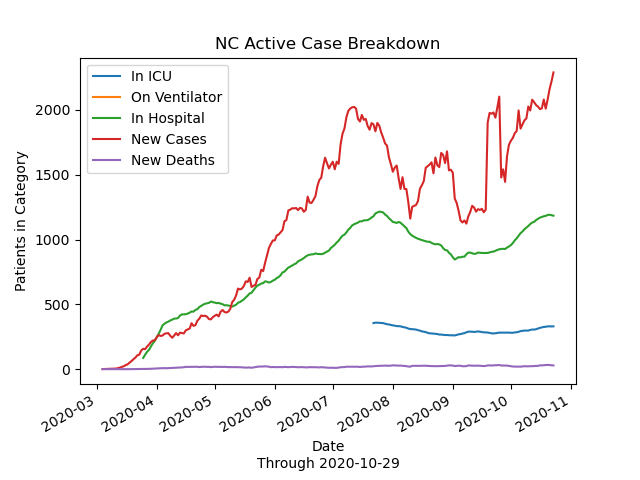 NC Active Case Breakdown
In ICU
On Ventilator
In Hospital
New Cases
New Deaths
Patients in Category
2000
1500
1000
500
0
2020-03
2020-04
2020-05
2020-06
2020-07
2020-08
2020-09
2020-10
2020-11
Date
Through 2020-10-29